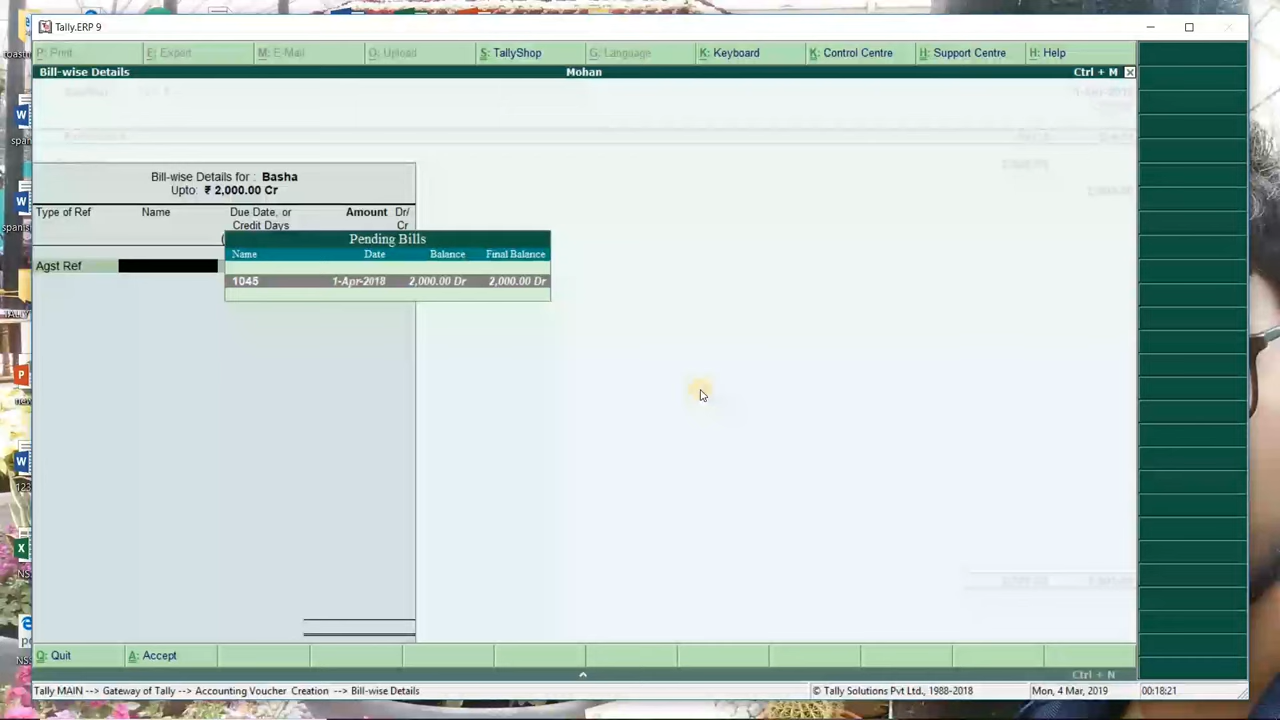 Tally.ERP 9
P: Print E: Export M: E-Mail O: Upload S: TallyShop G: Language K: Keyboard K: Control Centre H: Support Centre H: Help
Bill-wise Details Mohan Ctrl + M
Bill-wise Details for : Basha
Upto: ₹ 2,000.00 Cr
Type of Ref Name Due Date, or Amount Dr/
Credit Days Cr
Pending Bills
Name Date Balance Final Balance
Agst Ref
1045 1-Apr-2018 2,000.00 Dr 2,000.00 Dr
Q: Quit A: Accept
Ctrl + N
Tally MAIN --> Gateway of Tally --> Accounting Voucher Creation --> Bill-wise Details © Tally Solutions Pvt Ltd., 1988-2018 Mon, 4 Mar, 2019 00:18:21